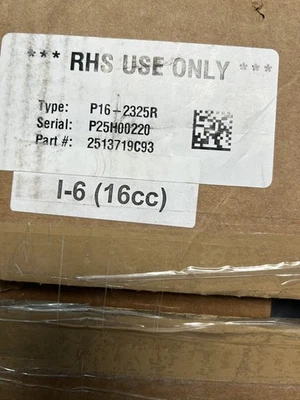 *** RHS USE ONLY ***
Type: P16-2325R
Serial: P25H00220
Part #: 2513719C93
I-6 (16cc)